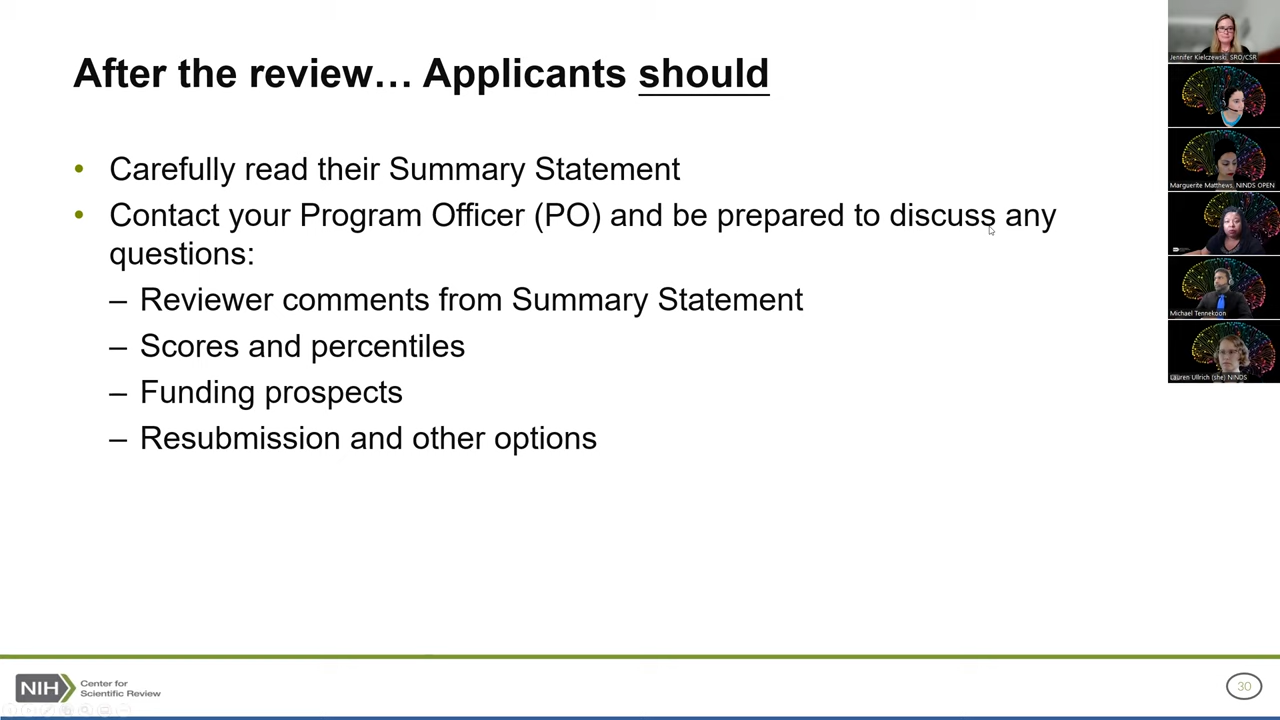 After the review… Applicants should
• Carefully read their Summary Statement
• Contact your Program Officer (PO) and be prepared to discuss any
questions:
– Reviewer comments from Summary Statement
– Scores and percentiles
– Funding prospects
– Resubmission and other options
Jennifer Kielczewski, SRO/CSR
Marguerite Matthews, NINDS OPEN
Michael Tennekoon
Lauren Ullrich (she) NINDS
NIH
Center for
Scientific Review
30